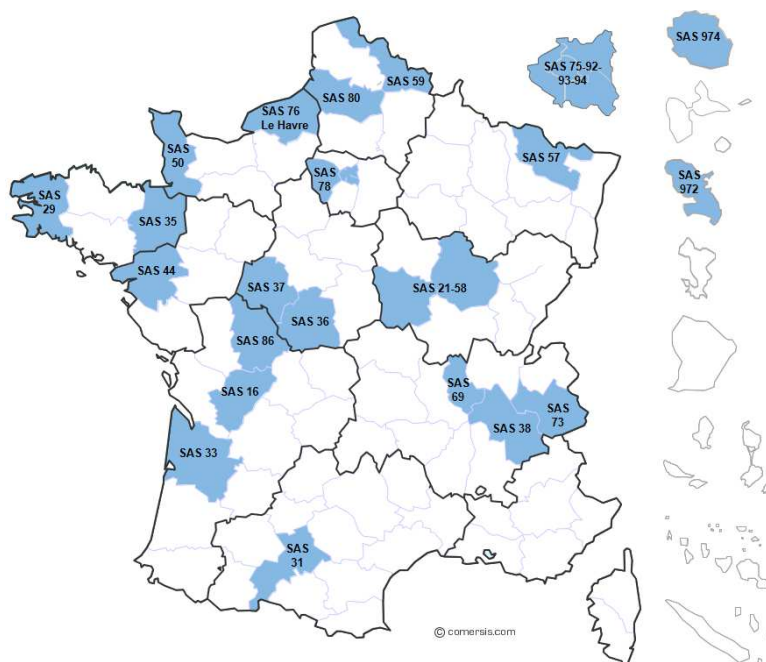 SAS 974
SAS 75-92-
93-94
SAS 59
SAS 80
SAS 76
Le Havre
SAS
50
SAS 57
SAS
78
SAS
972
SAS
29
SAS 35
SAS 44
SAS 37
SAS 21-58
SAS 36
SAS 86
SAS 16
SAS
69
SAS
73
SAS 38
SAS 33
SAS
31
© comersis.com